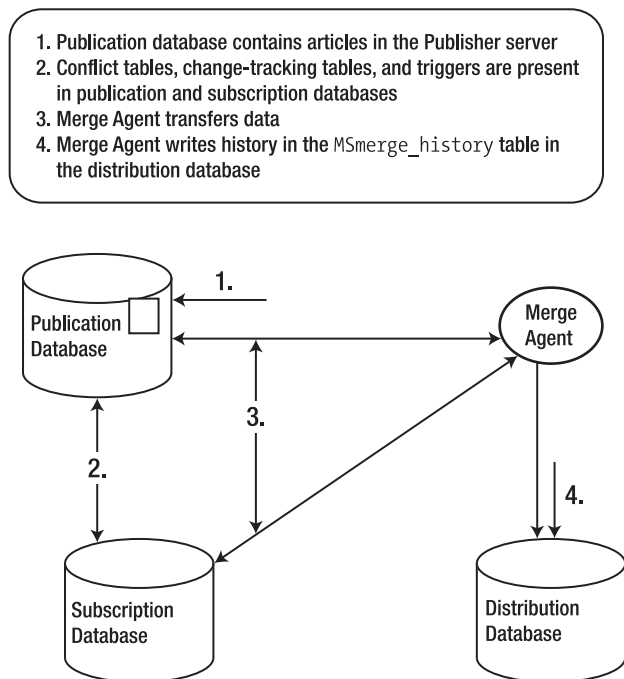 1. Publication database contains articles in the Publisher server
2. Conflict tables, change-tracking tables, and triggers are present
in publication and subscription databases
3. Merge Agent transfers data
4. Merge Agent writes history in the MSmerge_history table in
the distribution database
1.
Publication
Database
Merge
Agent
3.
2.
4.
Subscription
Database
Distribution
Database